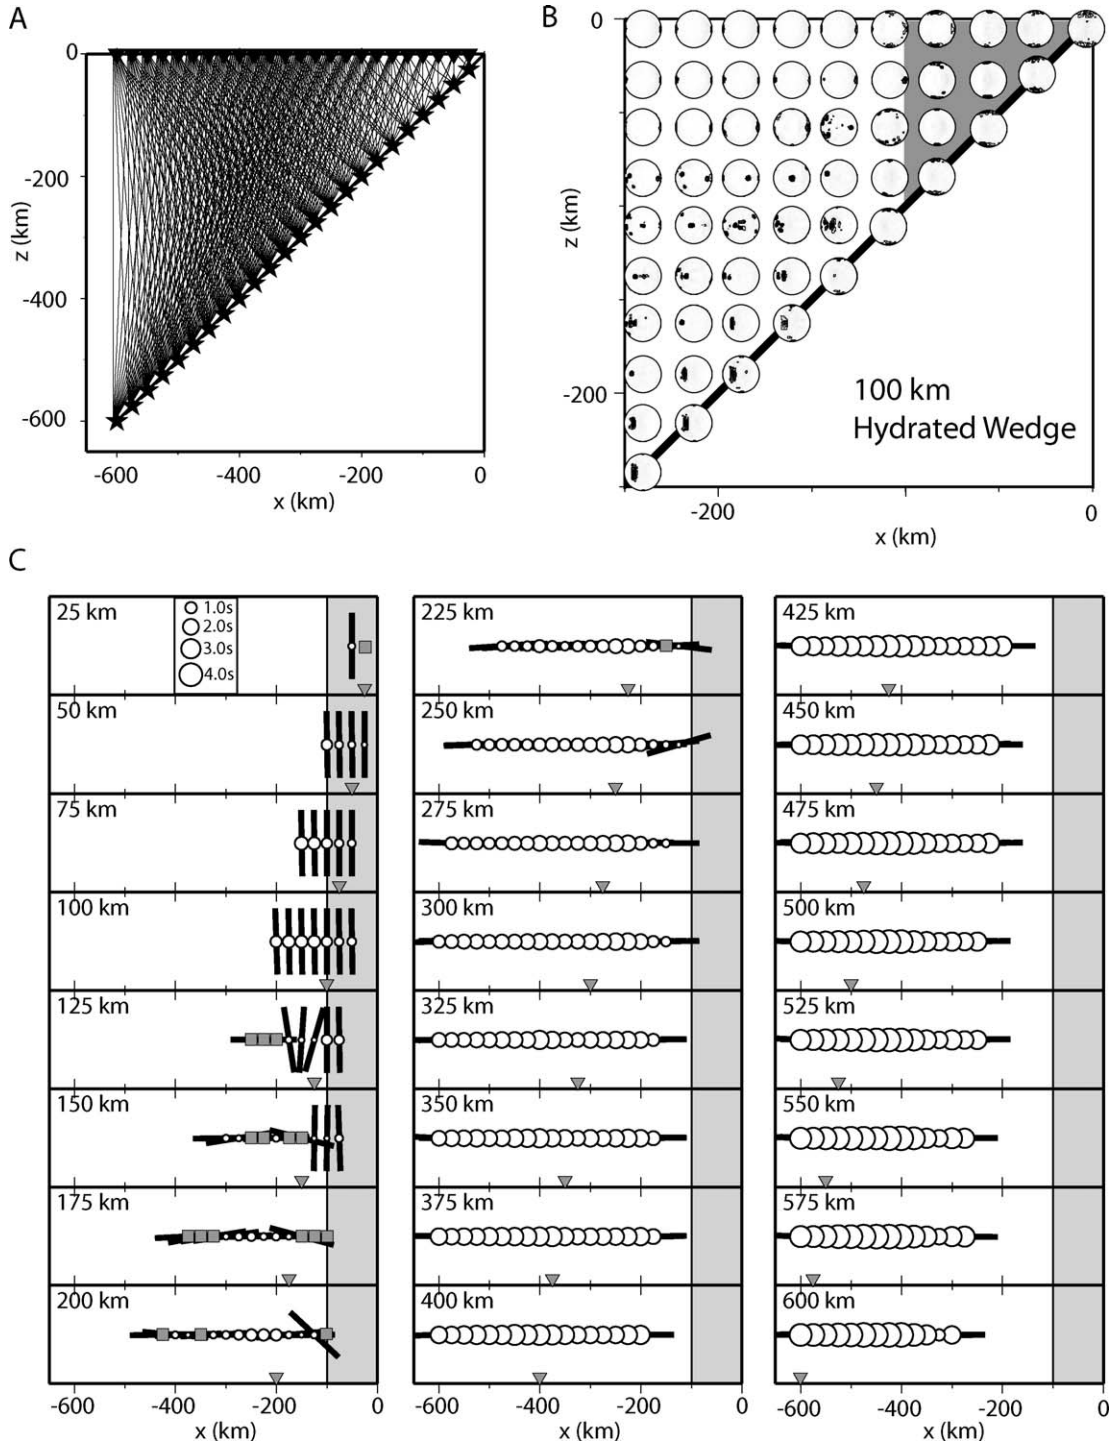 A
0
-200
-400
-600
z (km)
-600
-400
-200
0
x (km)
B
0
-200
z (km)
100 km
Hydrated Wedge
-200
0
x (km)
C
25 km
1.0s
2.0s
3.0s
4.0s
50 km
75 km
100 km
125 km
150 km
175 km
200 km
-600
-400
-200
0
x (km)
225 km
250 km
275 km
300 km
325 km
350 km
375 km
400 km
-600
-400
-200
0
x (km)
425 km
450 km
475 km
500 km
525 km
550 km
575 km
600 km
-600
-400
-200
0
x (km)